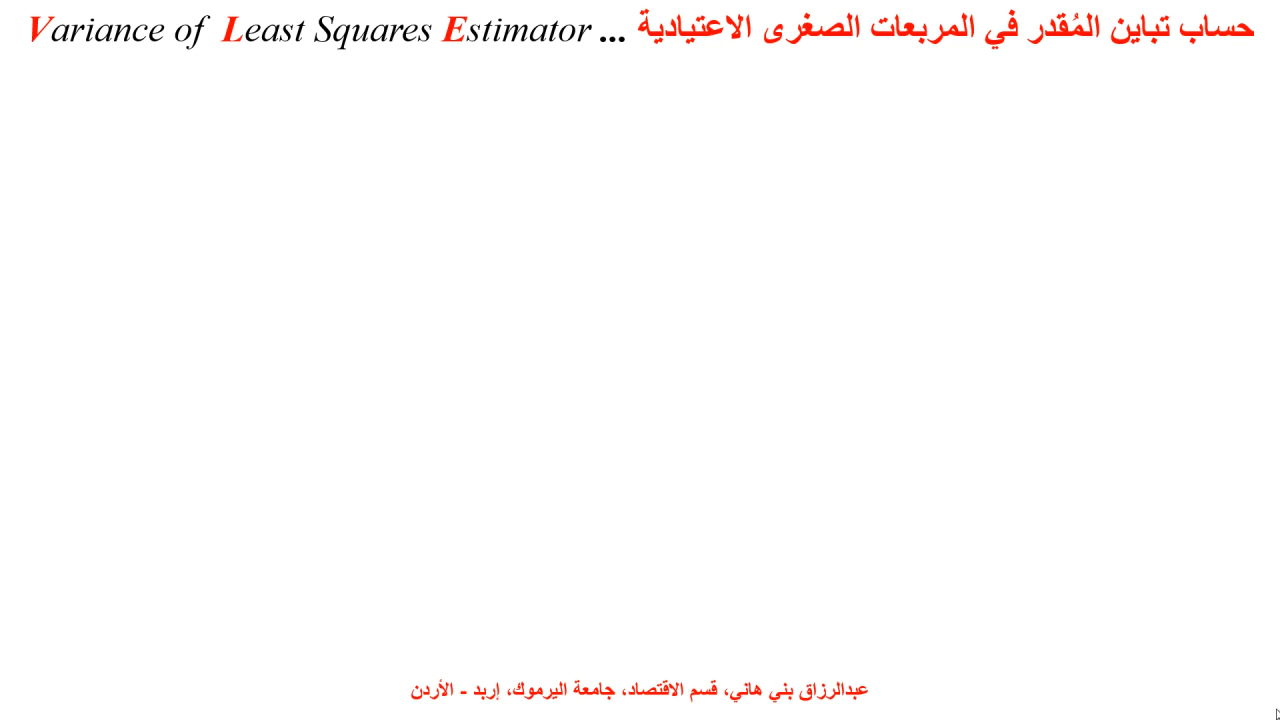 حساب تباين المُقدر في المربعات الصغرى الاعتيادية ... Variance of Least Squares Estimator
عبدالرزاق بني هاني، قسم الاقتصاد، جامعة اليرموك، إربد - الأردن